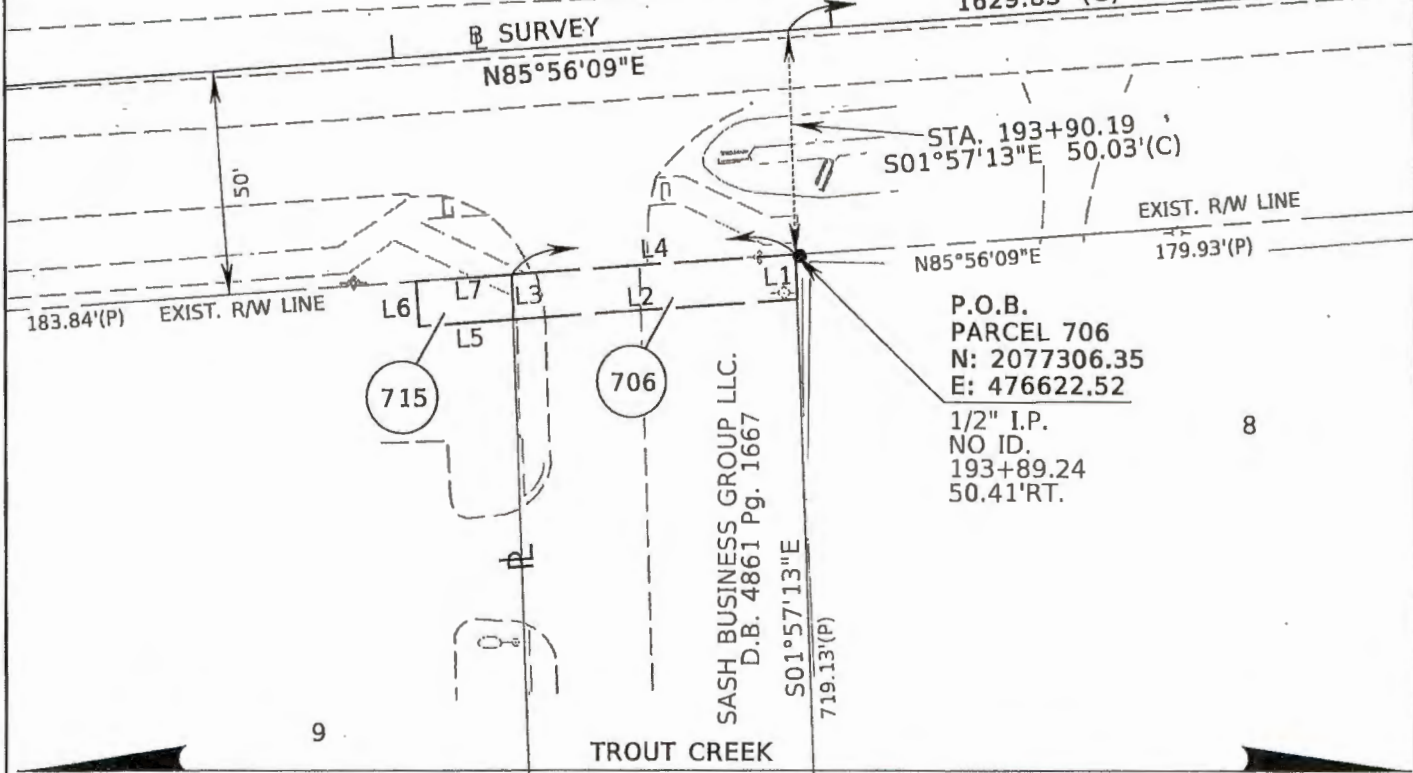 ℄ SURVEY
N85°56'09"E
50'
STA. 193+90.19
S01°57'13"E 50.03'(C)
EXIST. R/W LINE
N85°56'09"E
179.93'(P)
L4
L1
L7
L3
L2
L6
L5
183.84'(P)
EXIST. R/W LINE
P.O.B.
PARCEL 706
N: 2077306.35
E: 476622.52
1/2" I.P.
NO ID.
193+89.24
50.41'RT.
715
706
8
SASH BUSINESS GROUP LLC.
D.B. 4861 Pg. 1667
S01°57'13"E
719.13'(P)
PL
9
TROUT CREEK